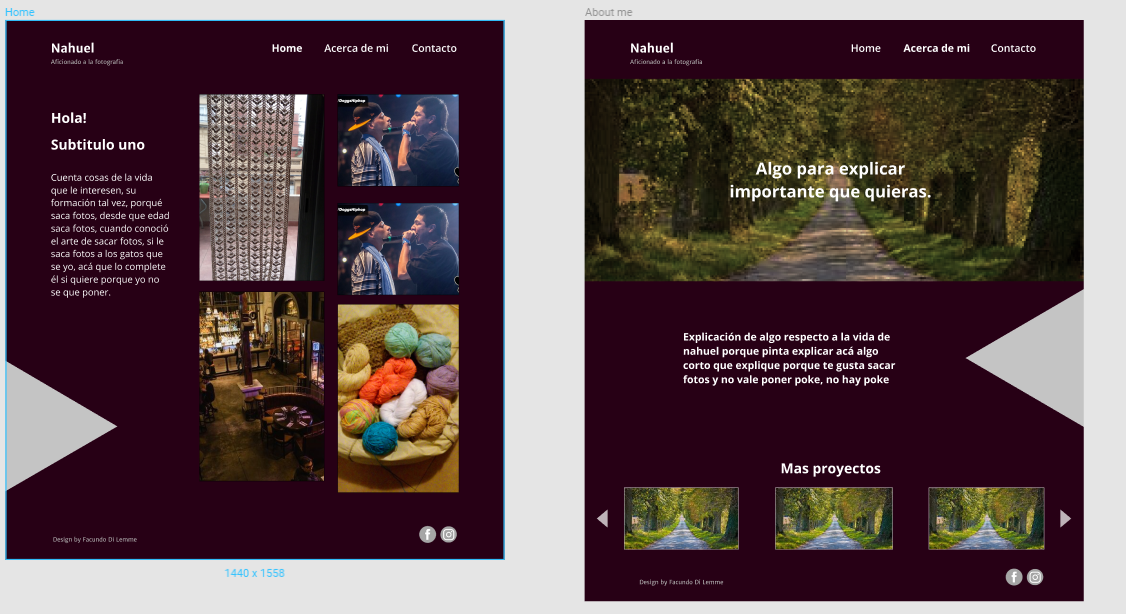 Home
Nahuel
Aficionado a la fotografía
Home Acerca de mi Contacto
Hola!
Subtitulo uno
Cuenta cosas de la vida
que le interesen, su
formación tal vez, porqué
saca fotos, desde que edad
saca fotos, cuando conoció
el arte de sacar fotos, si le
saca fotos a los gatos que
se yo, acá que lo complete
él si quiere porque yo no
se que poner.
Design by Facundo Di Lemme
1440 x 1558
About me
Nahuel
Aficionado a la fotografía
Home Acerca de mi Contacto
Algo para explicar
importante que quieras.
Explicación de algo respecto a la vida de
nahuel porque pinta explicar acá algo
corto que explique porque te gusta sacar
fotos y no vale poner poke, no hay poke
Mas proyectos
Design by Facundo Di Lemme